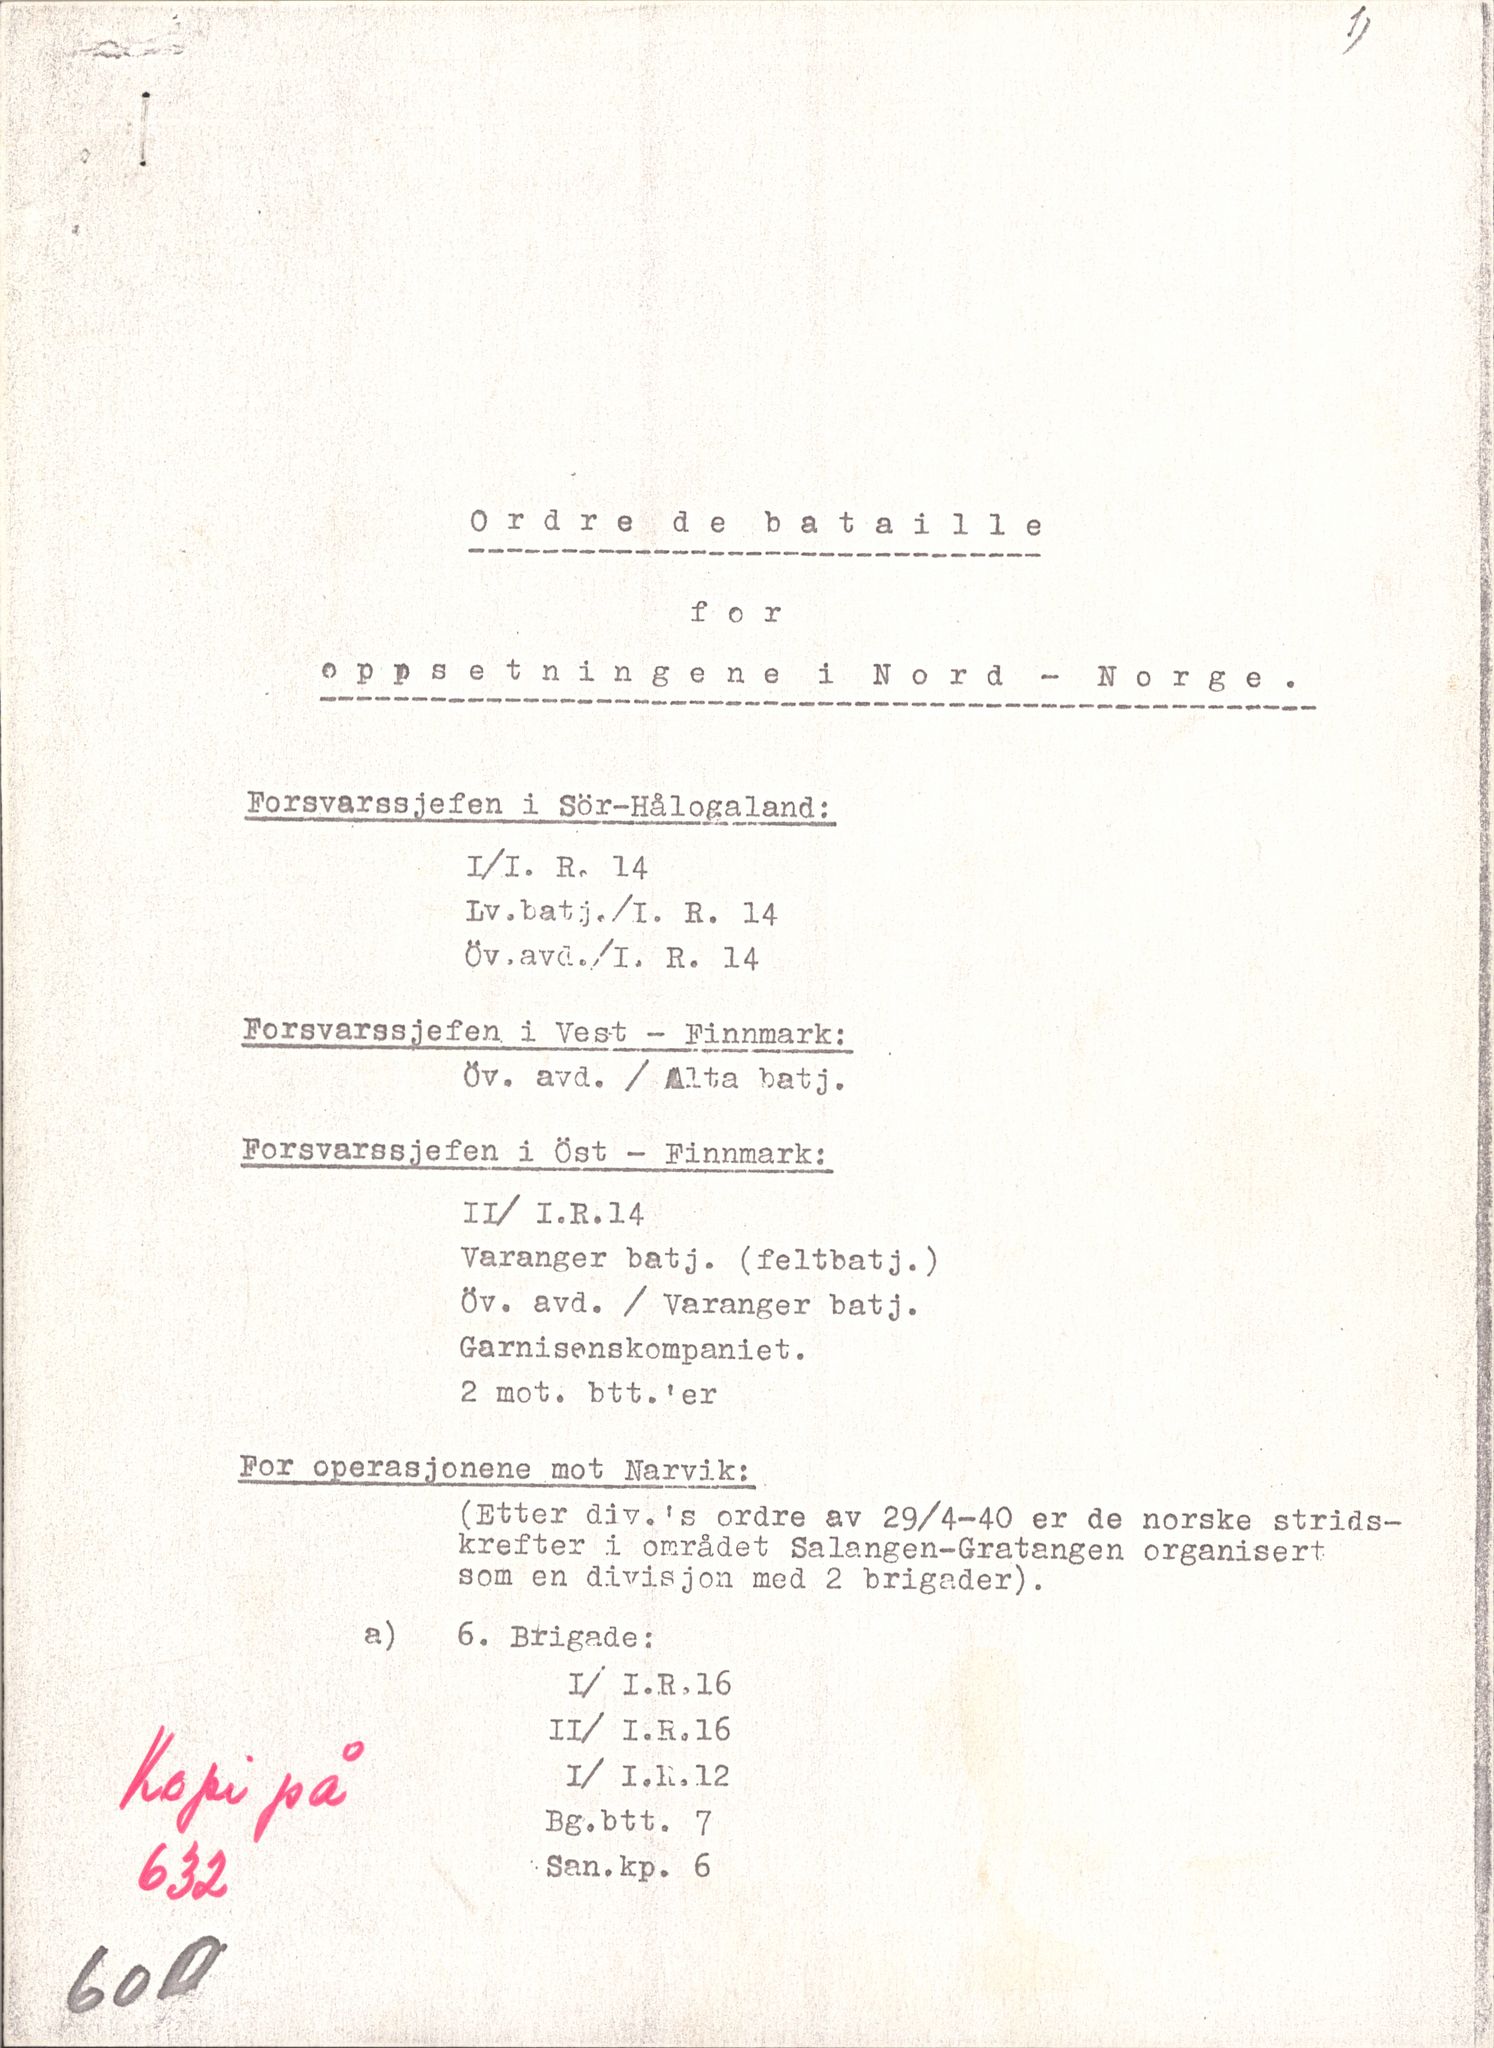 1)
Ordre de bataille
for
oppsetningene i Nord - Norge.
Forsvarssjefen i Sör-Hålogaland:
I/I. R. 14
Lv.batj./I. R. 14
Öv.avd./I. R. 14
Forsvarssjefen i Vest - Finnmark:
Öv. avd. / Alta batj.
Forsvarssjefen i Öst - Finnmark:
II/ I.R.14
Varanger batj. (feltbatj.)
Öv. avd. / Varanger batj.
Garnisonskompaniet.
2 mot. btt.'er
For operasjonene mot Narvik:
(Etter div.'s ordre av 29/4-40 er de norske strids-
krefter i området Salangen-Gratangen organisert
som en divisjon med 2 brigader).
a) 6. Brigade:
I/ I.R.16
II/ I.R.16
I/ I.R.12
Bg.btt. 7
San.kp. 6
Kopi på
632